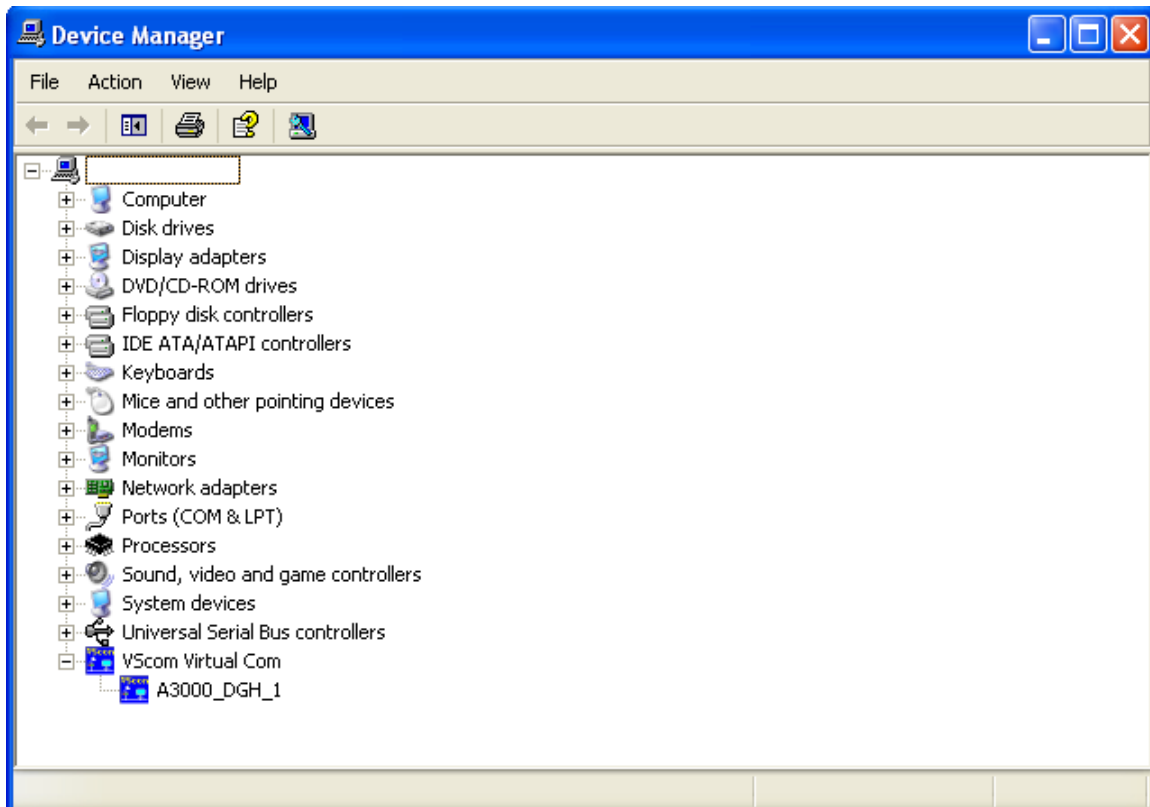 Device Manager
File Action View Help
Computer
Disk drives
Display adapters
DVD/CD-ROM drives
Floppy disk controllers
IDE ATA/ATAPI controllers
Keyboards
Mice and other pointing devices
Modems
Monitors
Network adapters
Ports (COM & LPT)
Processors
Sound, video and game controllers
System devices
Universal Serial Bus controllers
VScom Virtual Com
A3000_DGH_1